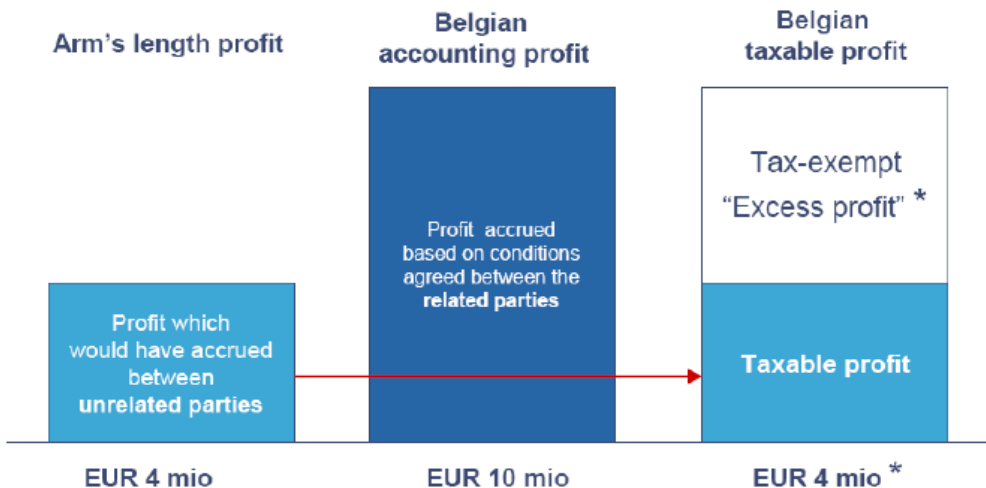 Arm's length profit
Belgian
accounting profit
Belgian
taxable profit
Profit which
would have accrued
between
unrelated parties
Profit accrued
based on conditions
agreed between the
related parties
Tax-exempt
“Excess profit” *
Taxable profit
EUR 4 mio
EUR 10 mio
EUR 4 mio *